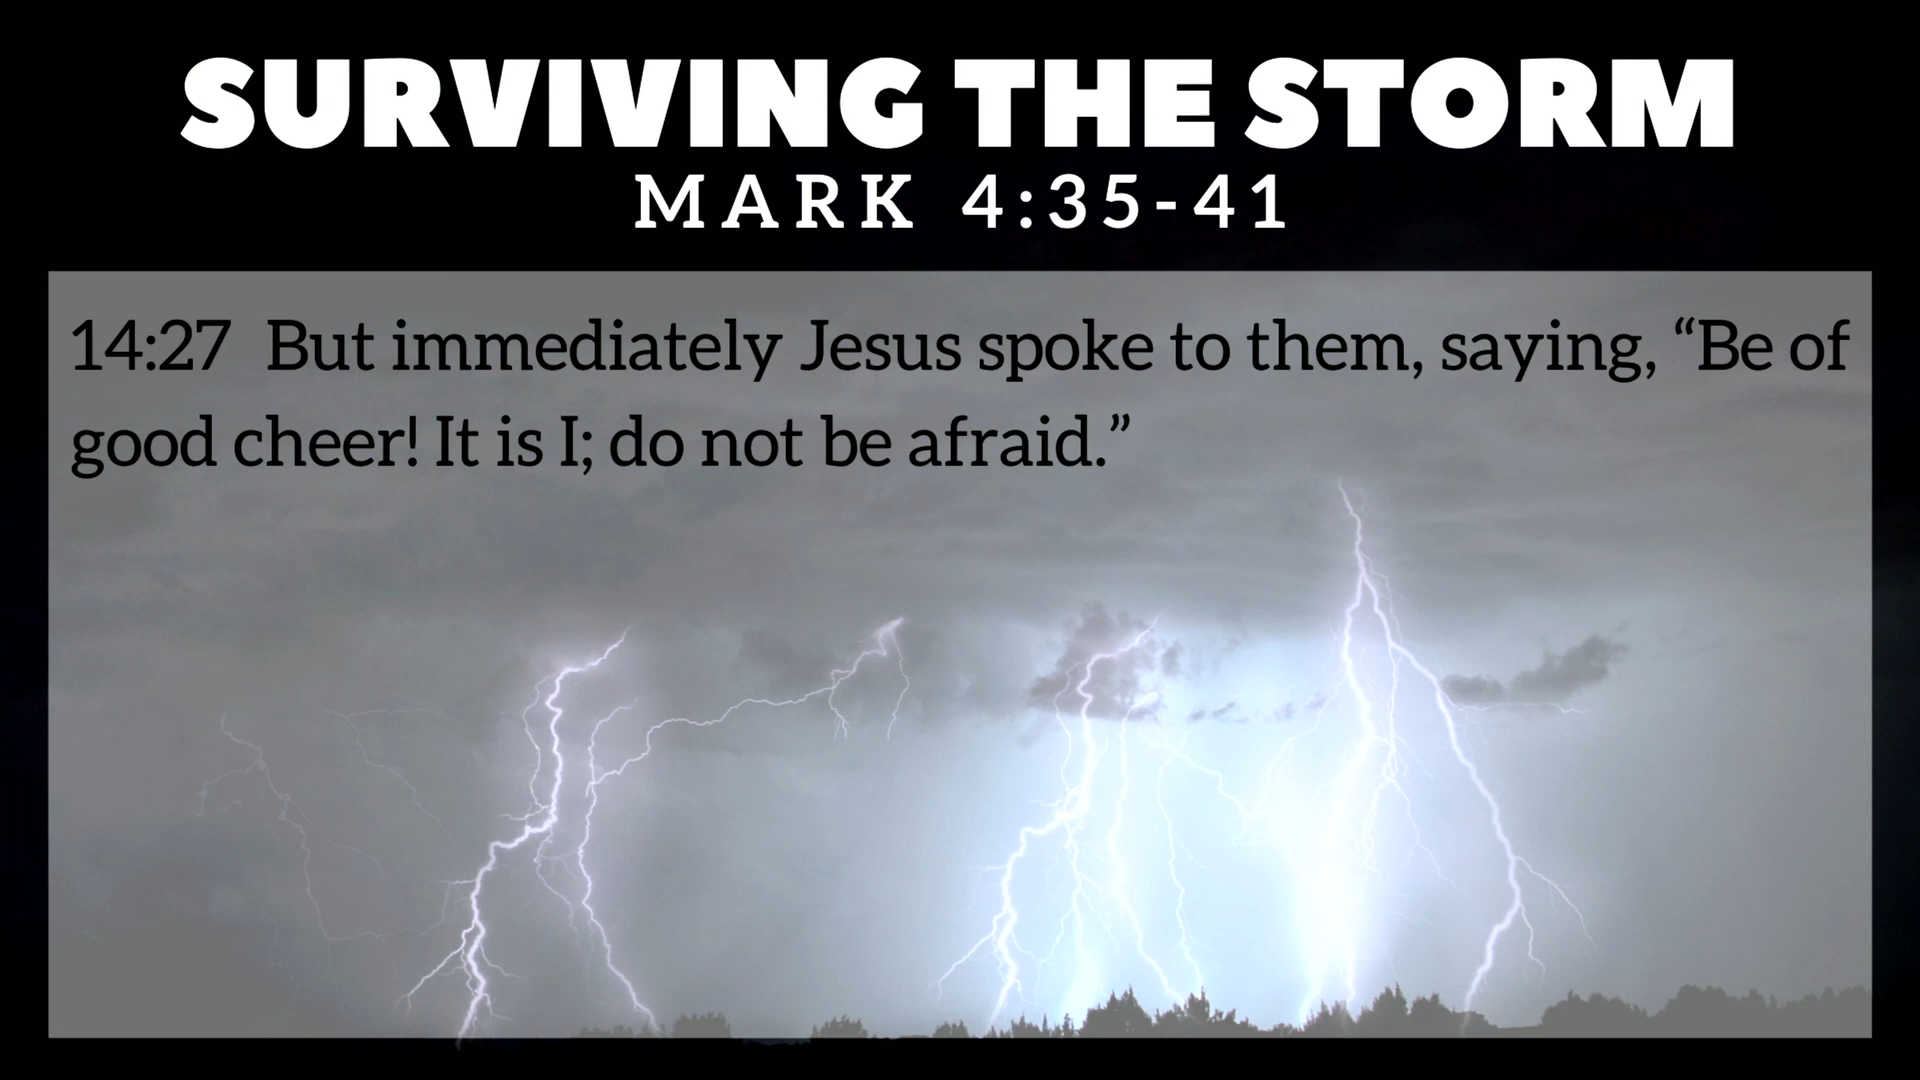 SURVIVING THE STORM
MARK 4:35-41
14:27  But immediately Jesus spoke to them, saying, “Be of
good cheer! It is I; do not be afraid.”